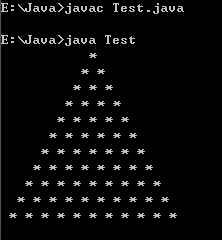 E:\Java>javac Test.java

E:\Java>java Test
           *
          * *
         * * *
        * * * *
       * * * * *
      * * * * * *
     * * * * * * *
    * * * * * * * *
   * * * * * * * * *
  * * * * * * * * * *
 * * * * * * * * * * *